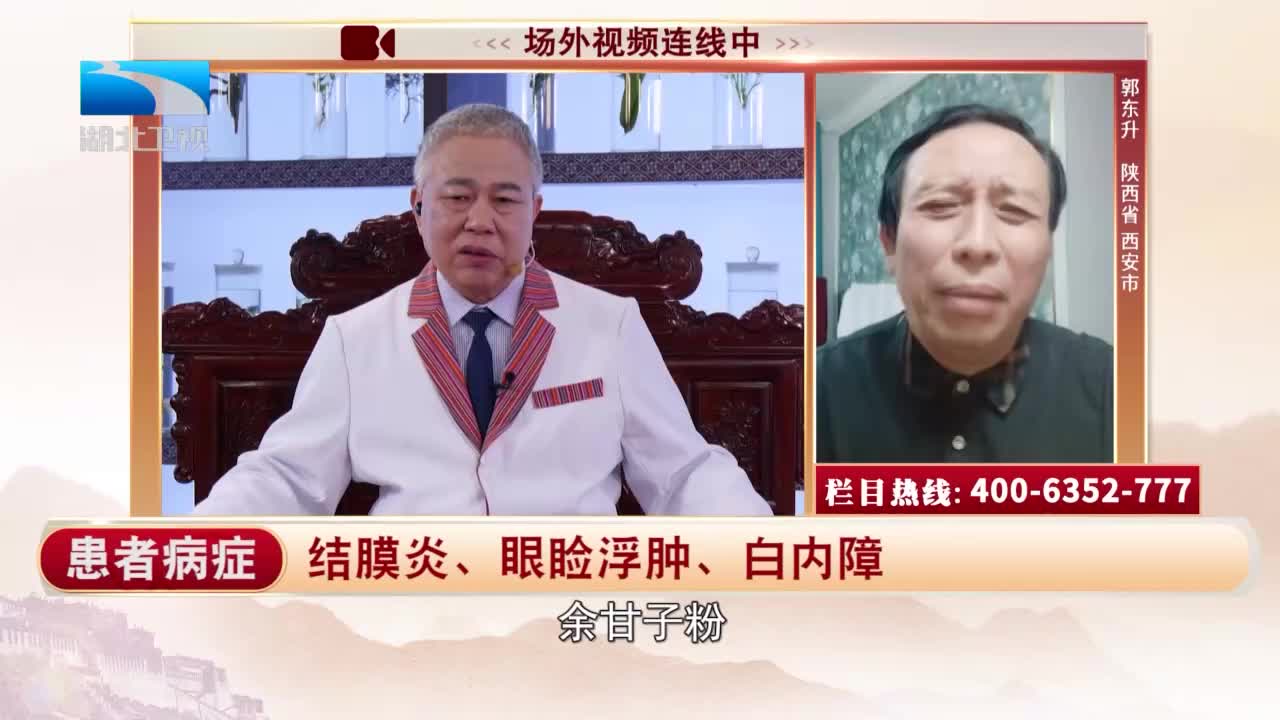 <<< 场外视频连线中 >>>
湖北卫视
郭东升 陕西省 西安市
栏目热线: 400-6352-777
患者病症 结膜炎、眼睑浮肿、白内障
余甘子粉